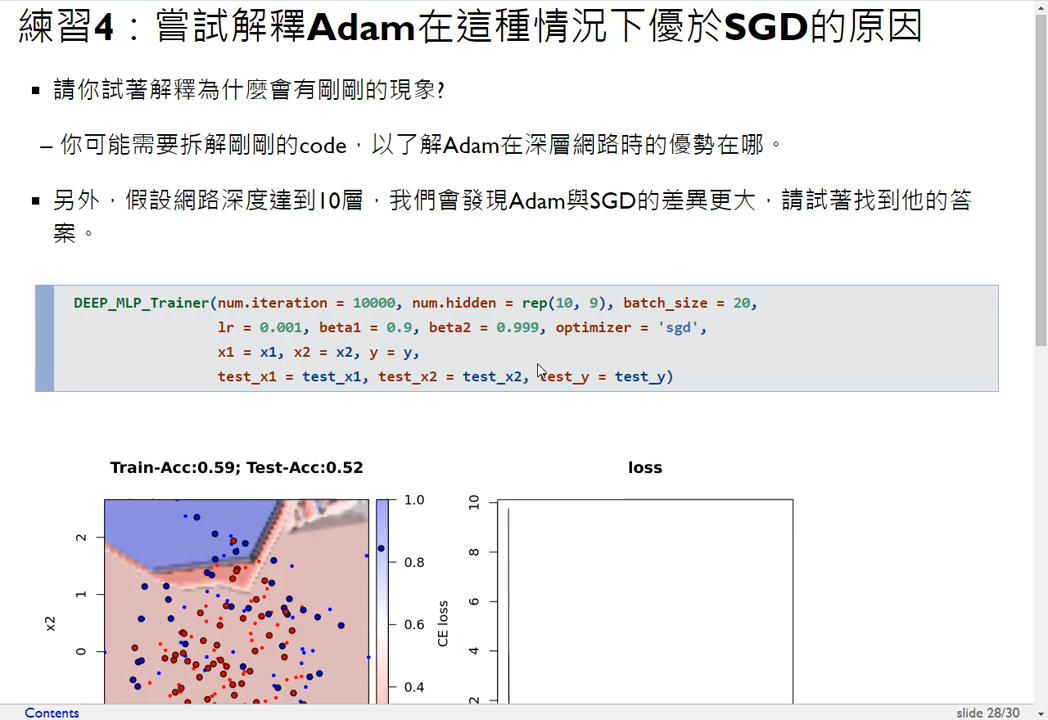 練習4：嘗試解釋Adam在這種情況下優於SGD的原因
▪ 請你試著解釋為什麼會有剛剛的現象?
– 你可能需要拆解剛剛的code，以了解Adam在深層網路時的優勢在哪。
▪ 另外，假設網路深度達到10層，我們會發現Adam與SGD的差異更大，請試著找到他的答
案。
DEEP_MLP_Trainer(num.iteration = 10000, num.hidden = rep(10, 9), batch_size = 20,
lr = 0.001, beta1 = 0.9, beta2 = 0.999, optimizer = 'sgd',
x1 = x1, x2 = x2, y = y,
test_x1 = test_x1, test_x2 = test_x2, test_y = test_y)
Train-Acc:0.59; Test-Acc:0.52
2
1
0
x2
1.0
0.8
0.6
0.4
loss
10
8
6
4
2
CE loss
Contents
slide 28/30